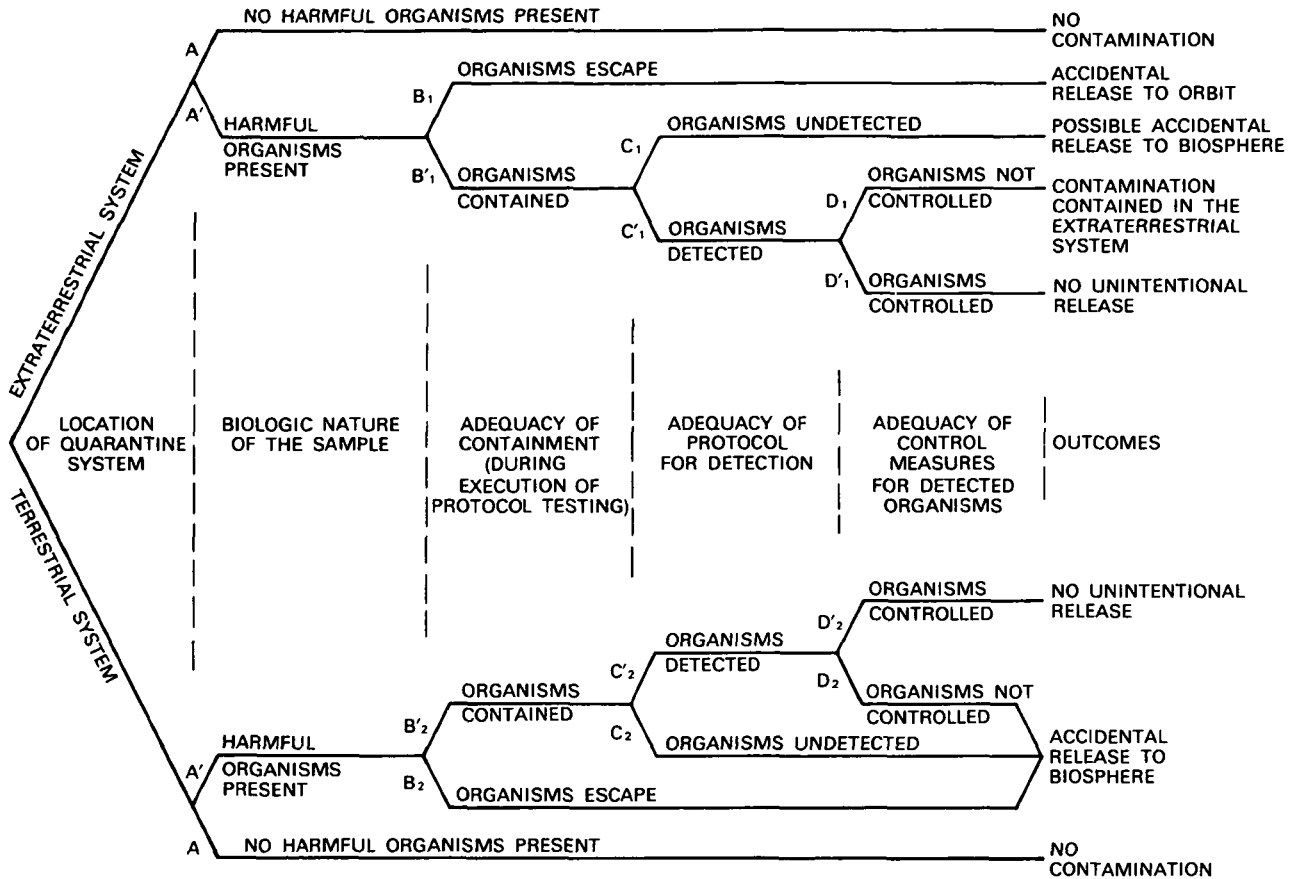 NO HARMFUL ORGANISMS PRESENT
NO
CONTAMINATION
A
ORGANISMS ESCAPE
ACCIDENTAL
RELEASE TO ORBIT
B₁
A'
HARMFUL
ORGANISMS
PRESENT
ORGANISMS UNDETECTED
POSSIBLE ACCIDENTAL
RELEASE TO BIOSPHERE
C₁
B'₁
ORGANISMS
CONTAINED
ORGANISMS NOT
CONTROLLED
CONTAMINATION
CONTAINED IN THE
EXTRATERRESTRIAL
SYSTEM
D₁
C'₁
ORGANISMS
DETECTED
D'₁
ORGANISMS
CONTROLLED
NO UNINTENTIONAL
RELEASE
EXTRATERRESTRIAL SYSTEM
LOCATION
OF QUARANTINE
SYSTEM
BIOLOGIC NATURE
OF THE SAMPLE
ADEQUACY OF
CONTAINMENT
(DURING
EXECUTION OF
PROTOCOL TESTING)
ADEQUACY OF
PROTOCOL
FOR DETECTION
ADEQUACY OF
CONTROL
MEASURES
FOR DETECTED
ORGANISMS
OUTCOMES
TERRESTRIAL SYSTEM
ORGANISMS
CONTROLLED
NO UNINTENTIONAL
RELEASE
D'₂
ORGANISMS
DETECTED
C'₂
D₂
ORGANISMS NOT
CONTROLLED
ORGANISMS
CONTAINED
B'₂
C₂
ORGANISMS UNDETECTED
ACCIDENTAL
RELEASE TO
BIOSPHERE
HARMFUL
ORGANISMS
PRESENT
A'
B₂
ORGANISMS ESCAPE
A
NO HARMFUL ORGANISMS PRESENT
NO
CONTAMINATION